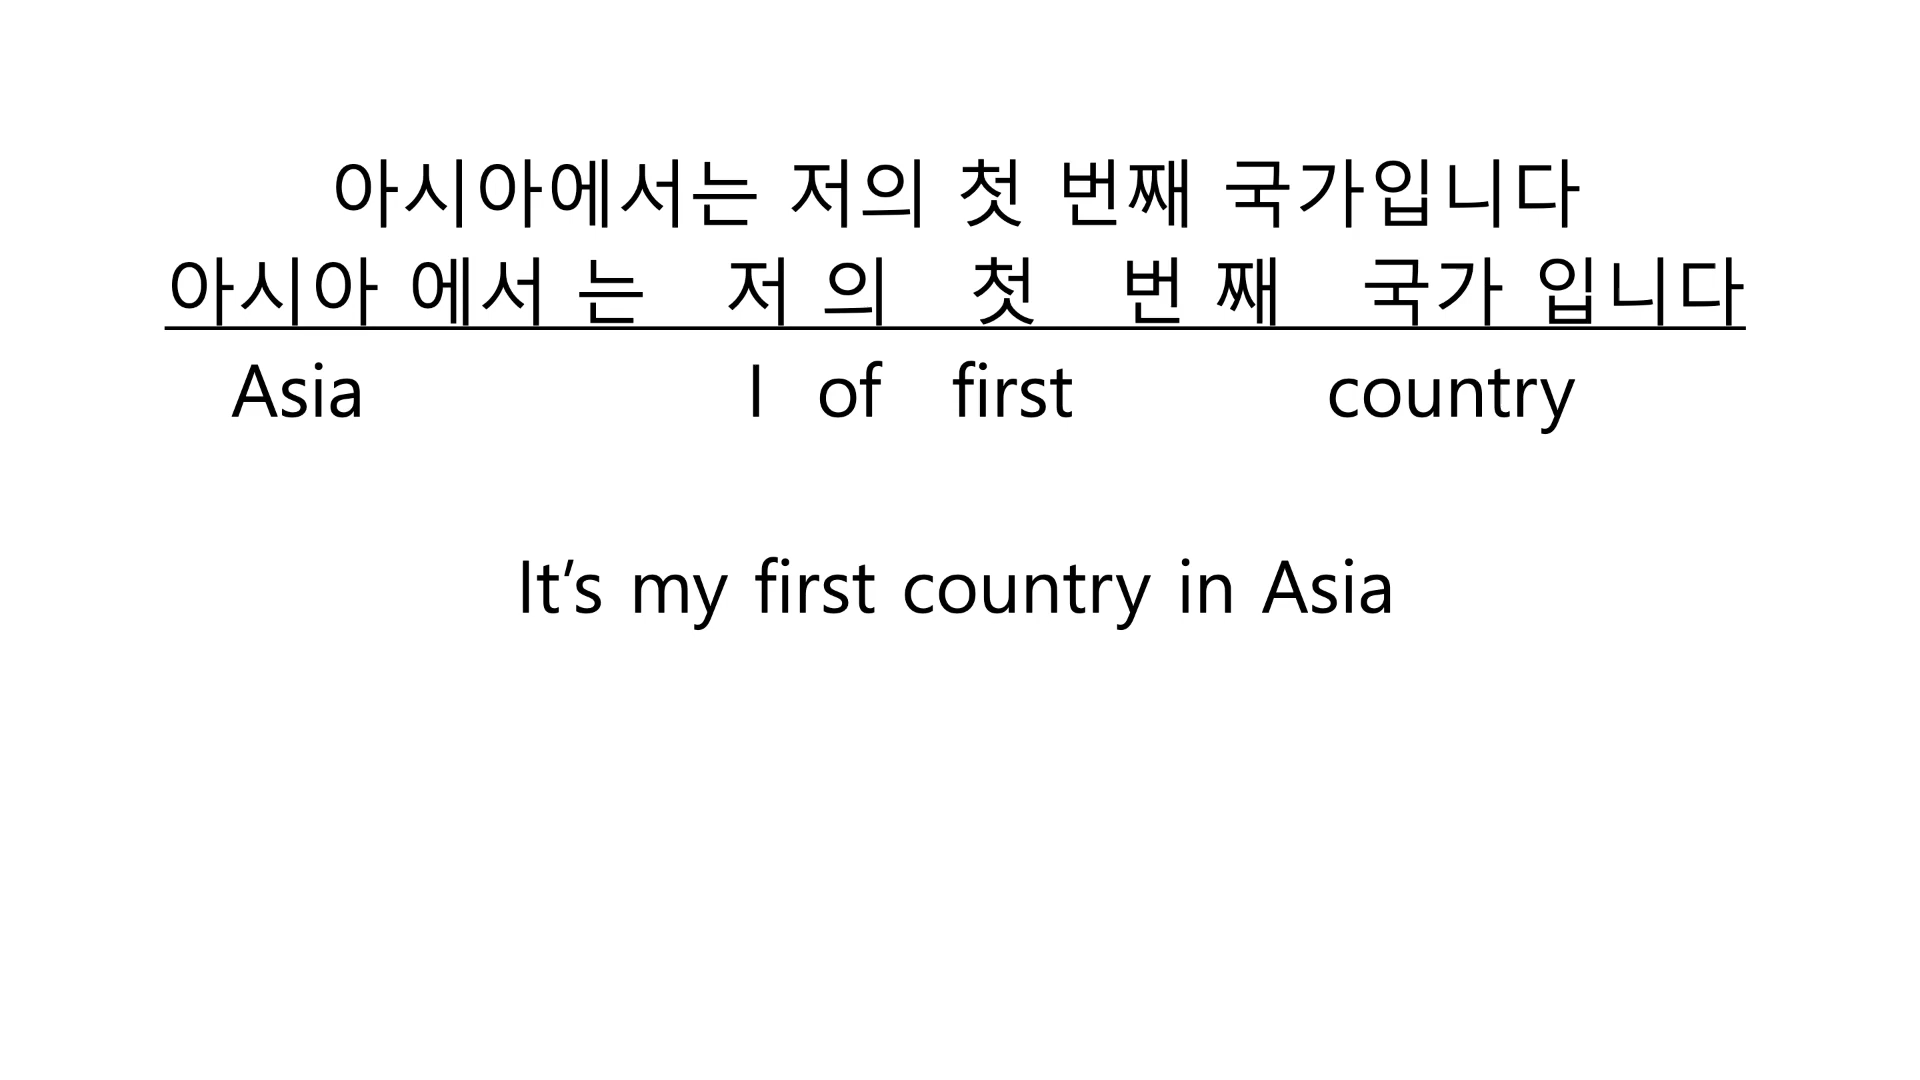 아시아에서는 저의 첫 번째 국가입니다
아시아 에서 는 저 의 첫 번 째 국가 입니다
Asia I of first country
It's my first country in Asia